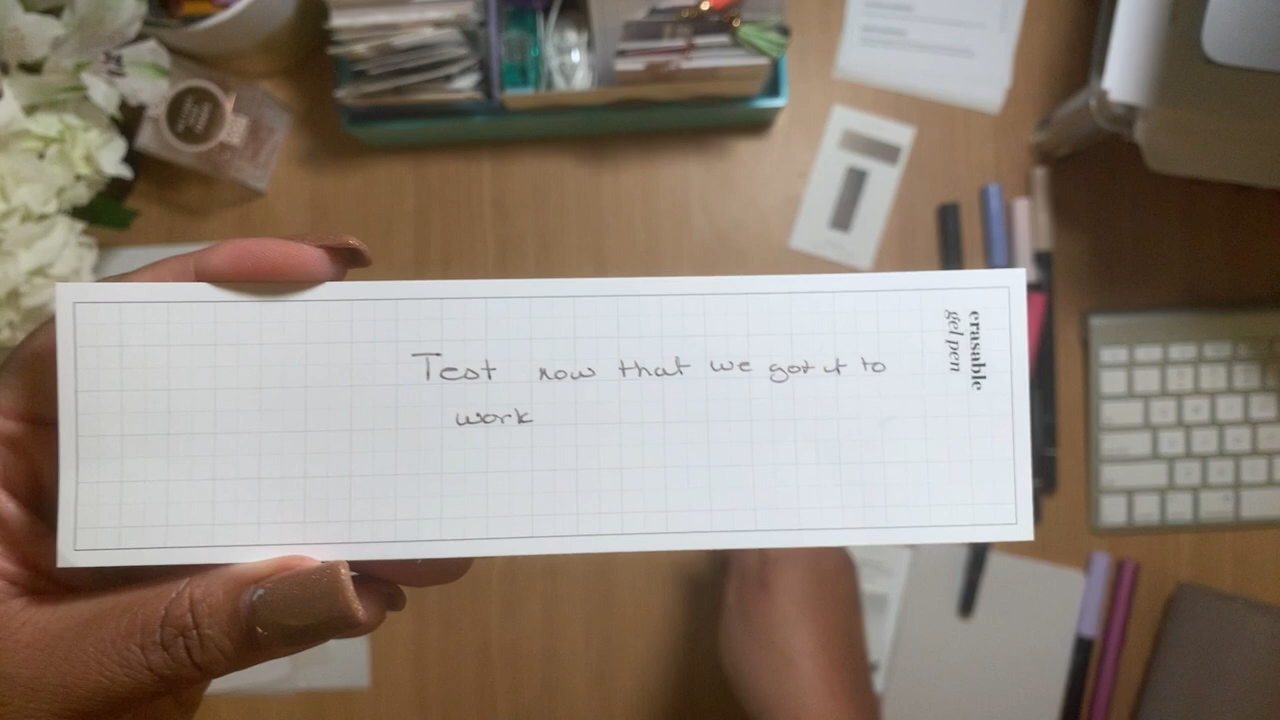 Test now that we got it to
work
erasable
gel pen